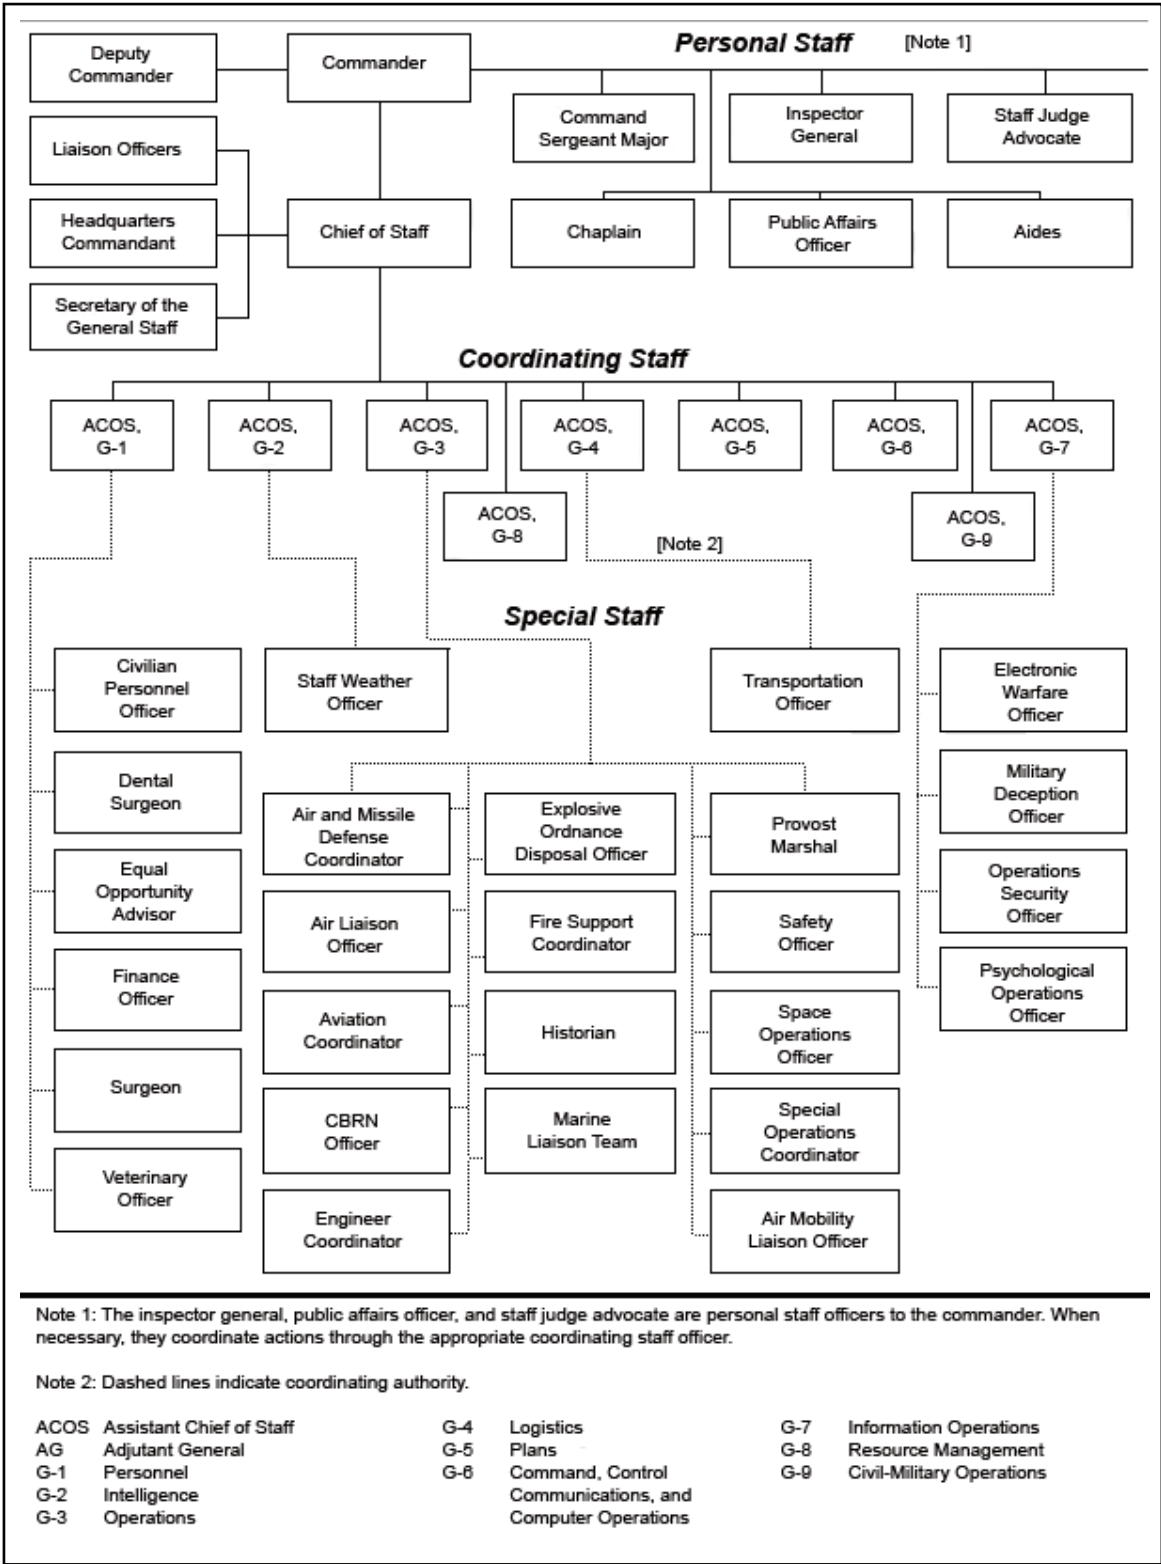 Personal Staff [Note 1]
Deputy
Commander
Commander
Command
Sergeant Major
Inspector
General
Staff Judge
Advocate
Liaison Officers
Headquarters
Commandant
Chief of Staff
Chaplain
Public Affairs
Officer
Aides
Secretary of the
General Staff
Coordinating Staff
ACOS,
G-1
ACOS,
G-2
ACOS,
G-3
ACOS,
G-4
ACOS,
G-5
ACOS,
G-6
ACOS,
G-7
ACOS,
G-8
[Note 2]
ACOS,
G-9
Special Staff
Civilian
Personnel
Officer
Staff Weather
Officer
Transportation
Officer
Electronic
Warfare
Officer
Dental
Surgeon
Air and Missile
Defense
Coordinator
Explosive
Ordnance
Disposal Officer
Provost
Marshal
Military
Deception
Officer
Equal
Opportunity
Advisor
Air Liaison
Officer
Fire Support
Coordinator
Safety
Officer
Operations
Security
Officer
Finance
Officer
Aviation
Coordinator
Historian
Space
Operations
Officer
Psychological
Operations
Officer
Surgeon
CBRN
Officer
Marine
Liaison Team
Special
Operations
Coordinator
Veterinary
Officer
Engineer
Coordinator
Air Mobility
Liaison Officer
Note 1: The inspector general, public affairs officer, and staff judge advocate are personal staff officers to the commander. When
necessary, they coordinate actions through the appropriate coordinating staff officer.
Note 2: Dashed lines indicate coordinating authority.
ACOS Assistant Chief of Staff
AG Adjutant General
G-1 Personnel
G-2 Intelligence
G-3 Operations
G-4 Logistics
G-5 Plans
G-6 Command, Control
Communications, and
Computer Operations
G-7 Information Operations
G-8 Resource Management
G-9 Civil-Military Operations